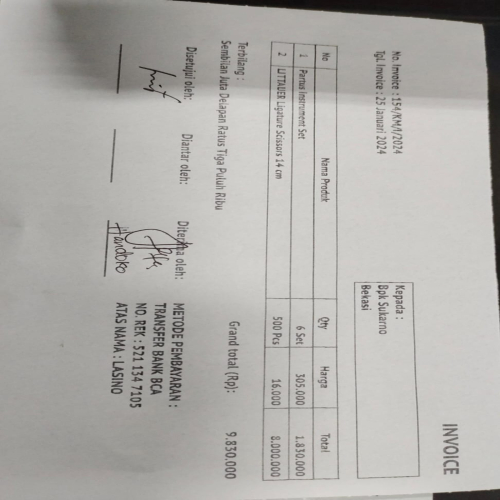 INVOICE
No. Invoice : 154/KM/I/2024
Tgl. Invoice : 25 Januari 2024
Kepada :
Bpk Sukarno
Bekasi
No Nama Produk Qty Harga Total
1 Partus Instrument Set 6 Set 305.000 1.830.000
2 LITTAUER Ligature Scissors 14 cm 500 Pcs 16.000 8.000.000
Grand total (Rp): 9.830.000
Terbilang :
Sembilan Juta Delapan Ratus Tiga Puluh Ribu
Disetujui oleh: Diantar oleh: Diterima oleh:
Handoko
METODE PEMBAYARAN :
TRANSFER BANK BCA
NO. REK : 521 134 7105
ATAS NAMA : LASINO